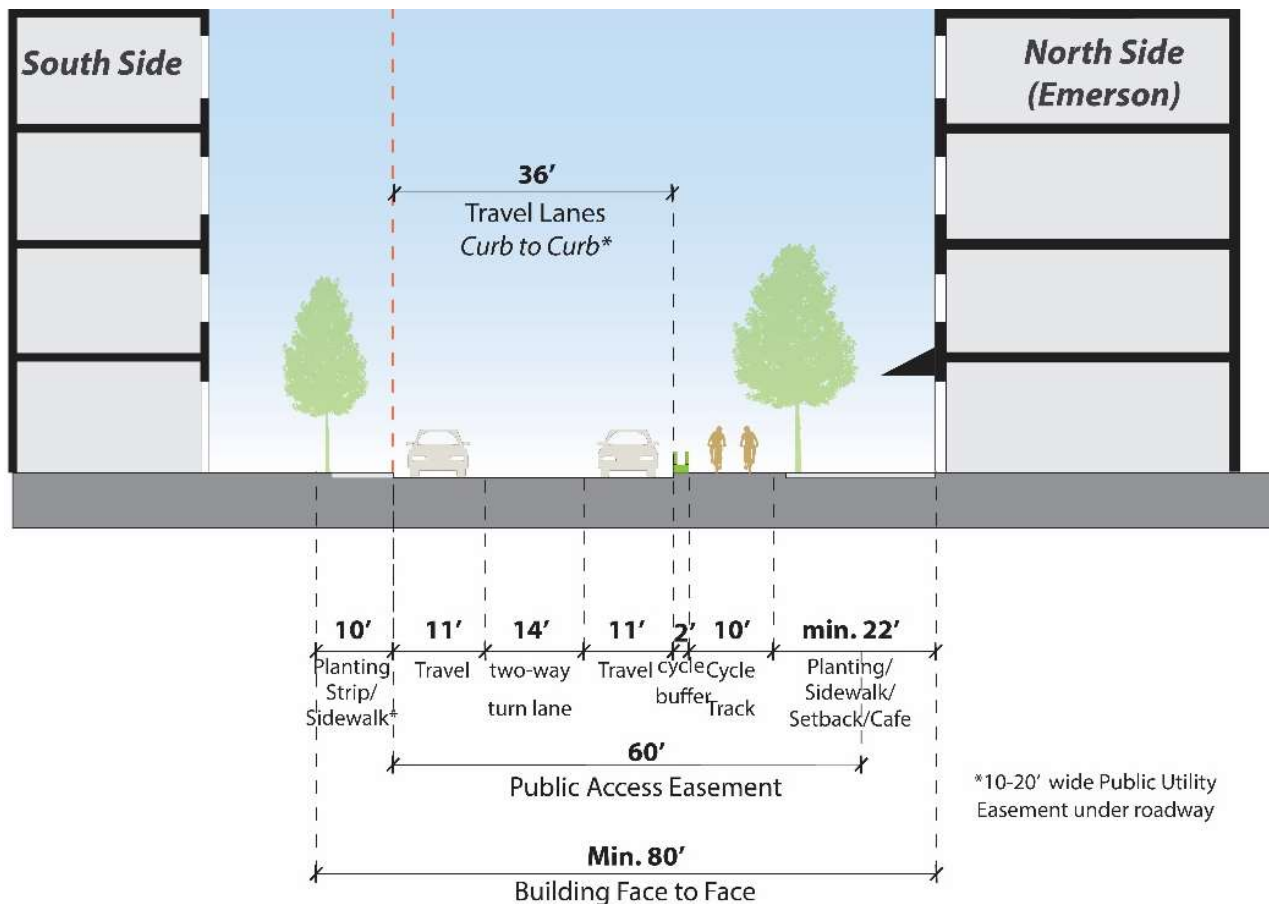 South Side
North Side
(Emerson)
36’
Travel Lanes
Curb to Curb*
10’
11’
14’
11’
2’
10’
min. 22’
Planting
Strip/
Sidewalk*
Travel
two-way
turn lane
Travel
cycle
buffer
Cycle
Track
Planting/
Sidewalk/
Setback/Cafe
60’
Public Access Easement
*10-20’ wide Public Utility
Easement under roadway
Min. 80’
Building Face to Face